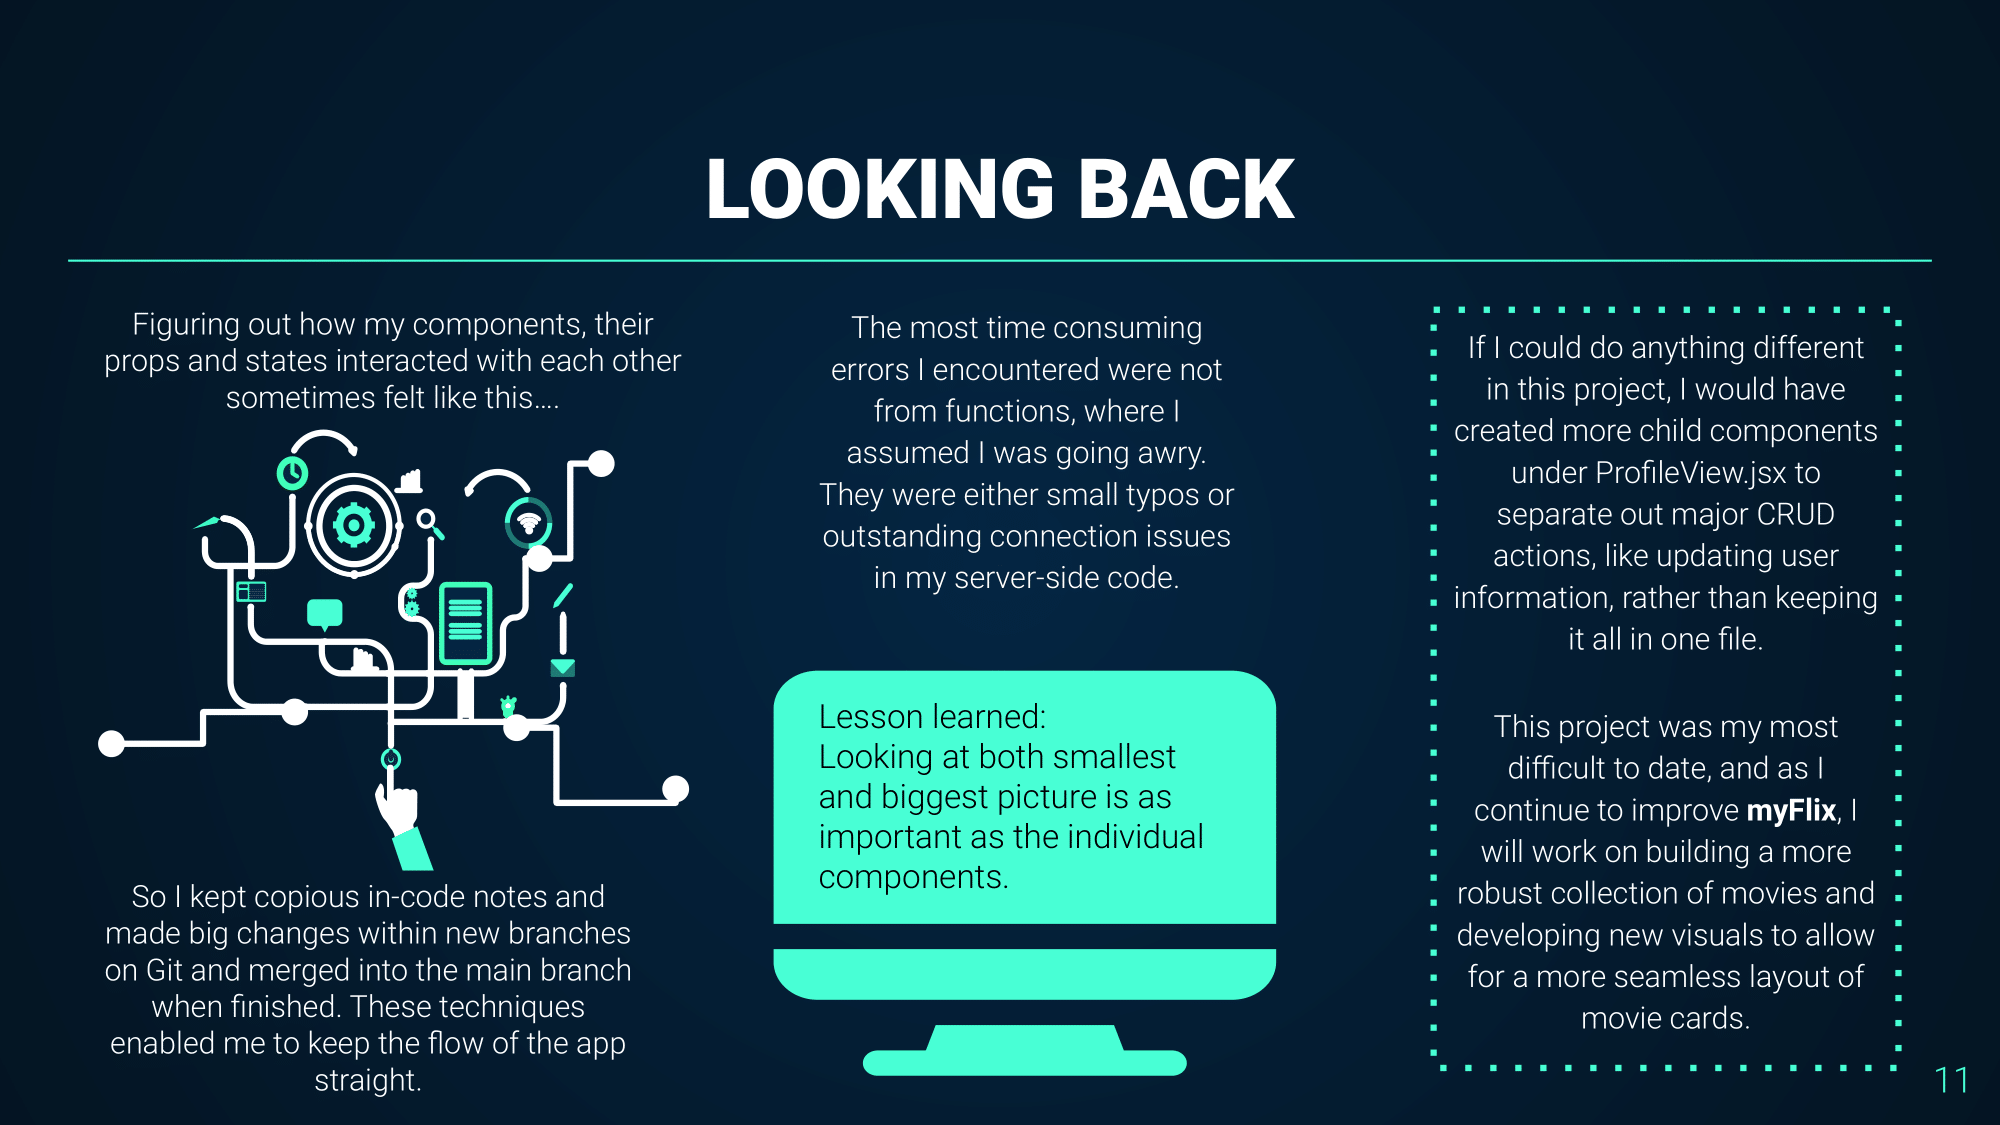 LOOKING BACK
Figuring out how my components, their
props and states interacted with each other
sometimes felt like this....
So I kept copious in-code notes and
made big changes within new branches
on Git and merged into the main branch
when finished. These techniques
enabled me to keep the flow of the app
straight.
The most time consuming
errors I encountered were not
from functions, where I
assumed I was going awry.
They were either small typos or
outstanding connection issues
in my server-side code.
Lesson learned:
Looking at both smallest
and biggest picture is as
important as the individual
components.
If I could do anything different
in this project, I would have
created more child components
under ProfileView.jsx to
separate out major CRUD
actions, like updating user
information, rather than keeping
it all in one file.
This project was my most
difficult to date, and as I
continue to improve myFlix, I
will work on building a more
robust collection of movies and
developing new visuals to allow
for a more seamless layout of
movie cards.
11